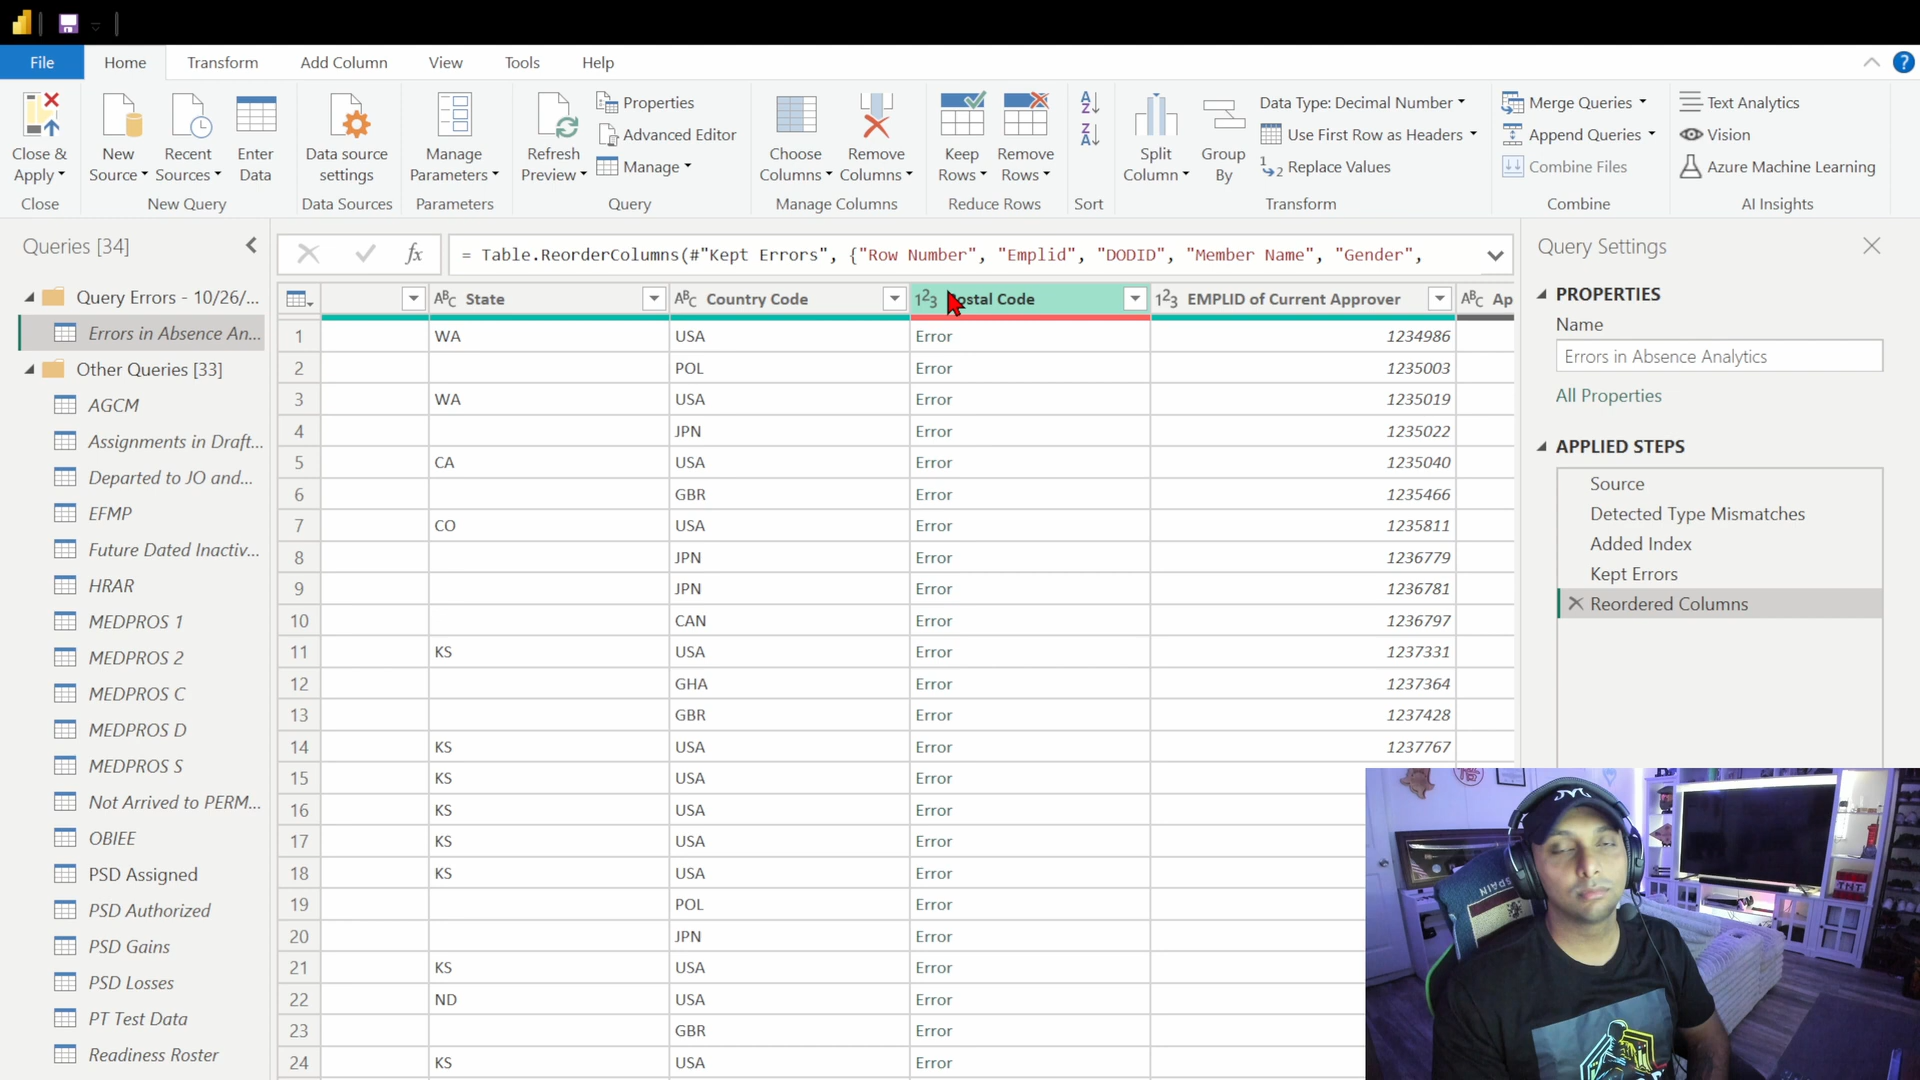 File Home Transform Add Column View Tools Help
Close & Apply
New Source
Recent Sources
Enter Data
Data source settings
Manage Parameters
Refresh Preview
Properties
Advanced Editor
Manage
Choose Columns
Remove Columns
Keep Rows
Remove Rows
Split Column
Group By
Data Type: Decimal Number
Use First Row as Headers
Replace Values
Merge Queries
Append Queries
Combine Files
Text Analytics
Vision
Azure Machine Learning
Close New Query Data Sources Parameters Query Manage Columns Reduce Rows Sort Transform Combine AI Insights
Queries [34]
Query Errors - 10/26/...
Errors in Absence An...
Other Queries [33]
AGCM
Assignments in Draft...
Departed to JO and...
EFMP
Future Dated Inactiv...
HRAR
MEDPROS 1
MEDPROS 2
MEDPROS C
MEDPROS D
MEDPROS S
Not Arrived to PERM...
OBIEE
PSD Assigned
PSD Authorized
PSD Gains
PSD Losses
PT Test Data
Readiness Roster
fx = Table.ReorderColumns(#"Kept Errors", {"Row Number", "Emplid", "DODID", "Member Name", "Gender",
ABC State ABC Country Code 123 ostal Code 123 EMPLID of Current Approver ABC Ap
1 WA USA Error 1234986
2 POL Error 1235003
3 WA USA Error 1235019
4 JPN Error 1235022
5 CA USA Error 1235040
6 GBR Error 1235466
7 CO USA Error 1235811
8 JPN Error 1236779
9 JPN Error 1236781
10 CAN Error 1236797
11 KS USA Error 1237331
12 GHA Error 1237364
13 GBR Error 1237428
14 KS USA Error 1237767
15 KS USA Error
16 KS USA Error
17 KS USA Error
18 KS USA Error
19 POL Error
20 JPN Error
21 KS USA Error
22 ND USA Error
23 GBR Error
24 KS USA Error
Query Settings
PROPERTIES
Name
Errors in Absence Analytics
All Properties
APPLIED STEPS
Source
Detected Type Mismatches
Added Index
Kept Errors
Reordered Columns
SPAIN
TNT